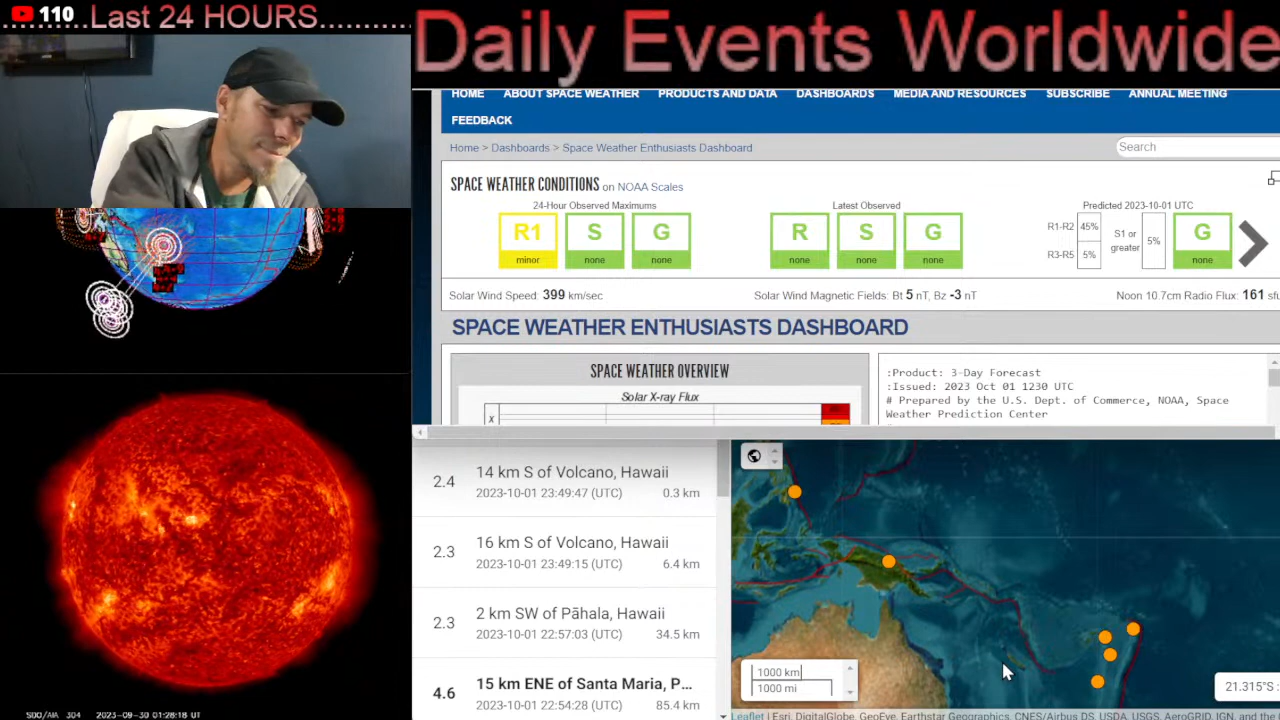 110 ...Last 24 HOURS....
Daily Events Worldwide
HOME ABOUT SPACE WEATHER PRODUCTS AND DATA DASHBOARDS MEDIA AND RESOURCES SUBSCRIBE ANNUAL MEETING
FEEDBACK
Home > Dashboards > Space Weather Enthusiasts Dashboard
Search
SPACE WEATHER CONDITIONS on NOAA Scales
24-Hour Observed Maximums
R1 S G
minor none none
Latest Observed
R S G
none none none
Predicted 2023-10-01 UTC
R1-R2 45%
R3-R5 5%
S1 or greater 5%
G
none
Solar Wind Speed: 399 km/sec
Solar Wind Magnetic Fields: Bt 5 nT, Bz -3 nT
Noon 10.7cm Radio Flux: 161 sfu
SPACE WEATHER ENTHUSIASTS DASHBOARD
SPACE WEATHER OVERVIEW
Solar X-ray Flux
X
:Product: 3-Day Forecast
:Issued: 2023 Oct 01 1230 UTC
# Prepared by the U.S. Dept. of Commerce, NOAA, Space
Weather Prediction Center
2.4 14 km S of Volcano, Hawaii
2023-10-01 23:49:47 (UTC) 0.3 km
2.3 16 km S of Volcano, Hawaii
2023-10-01 23:49:15 (UTC) 6.4 km
2.3 2 km SW of Pāhala, Hawaii
2023-10-01 22:57:03 (UTC) 34.5 km
4.6 15 km ENE of Santa Maria, P...
2023-10-01 22:54:28 (UTC) 85.4 km
1000 km
1000 mi
21.315°S :
Leaflet | Esri, DigitalGlobe, GeoEye, Earthstar Geographics, CNES/Airbus DS, USDA, USGS, AeroGRID, IGN, and the
SDO/AIA 304 2023-09-30 01:28:18 UT